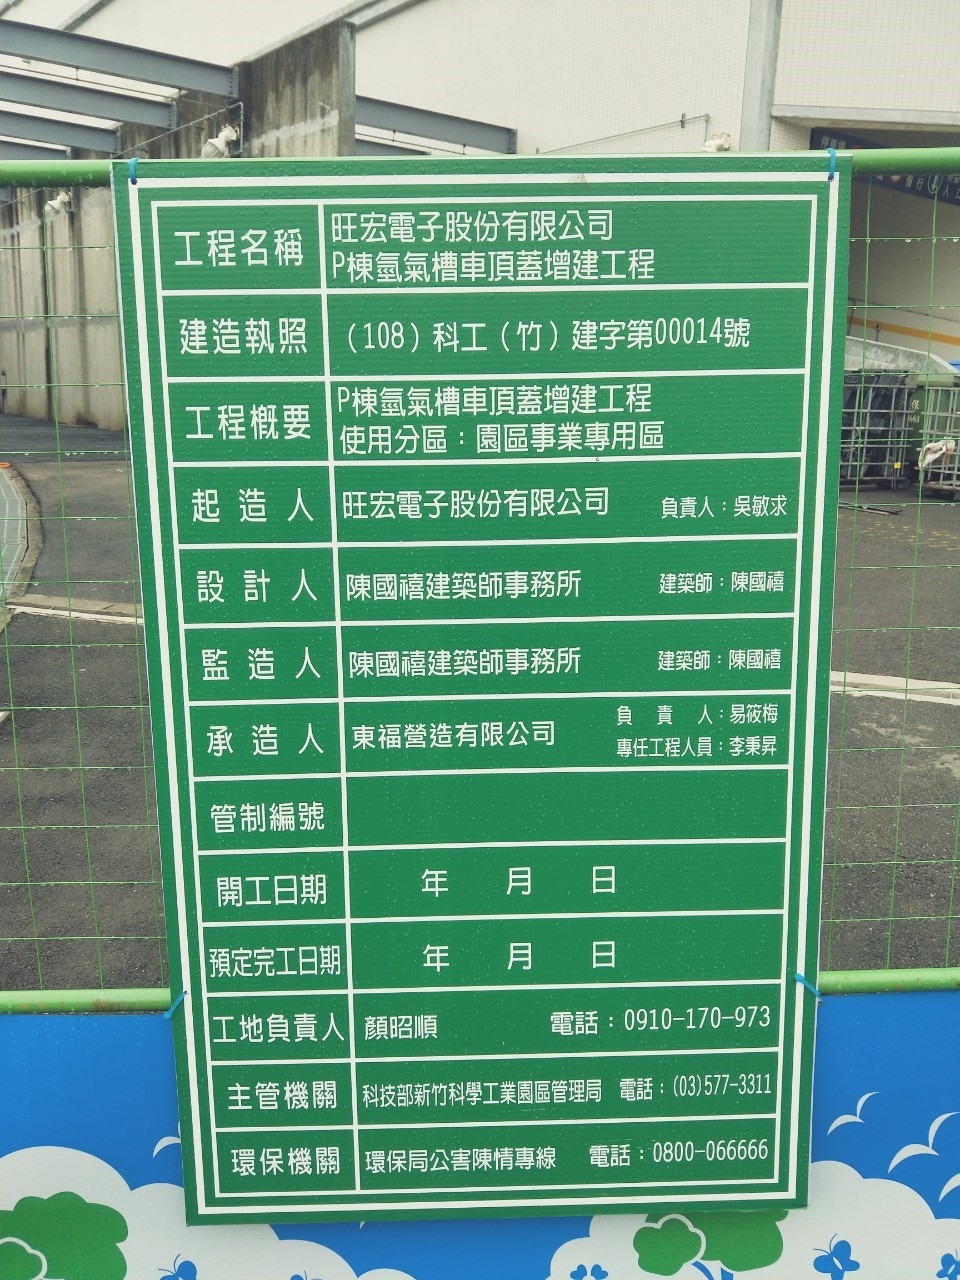 工程名稱 旺宏電子股份有限公司
P棟氫氣槽車頂蓋增建工程
建造執照 （108）科工（竹）建字第00014號
工程概要 P棟氫氣槽車頂蓋增建工程
使用分區：園區事業專用區
起造人 旺宏電子股份有限公司 負責人：吳敏求
設計人 陳國禧建築師事務所 建築師：陳國禧
監造人 陳國禧建築師事務所 建築師：陳國禧
承造人 東福營造有限公司 負責人：易筱梅
專任工程人員：李秉昇
管制編號
開工日期 年 月 日
預定完工日期 年 月 日
工地負責人 顏昭順 電話：0910-170-973
主管機關 科技部新竹科學工業園區管理局 電話：(03)577-3311
環保機關 環保局公害陳情專線 電話：0800-066666